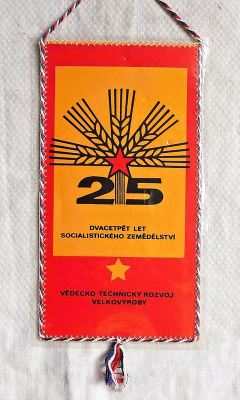 25
DVACETPĚT LET
SOCIALISTICKÉHO ZEMĚDĚLSTVÍ
VĚDECKO TECHNICKÝ ROZVOJ
VELKOVÝROBY